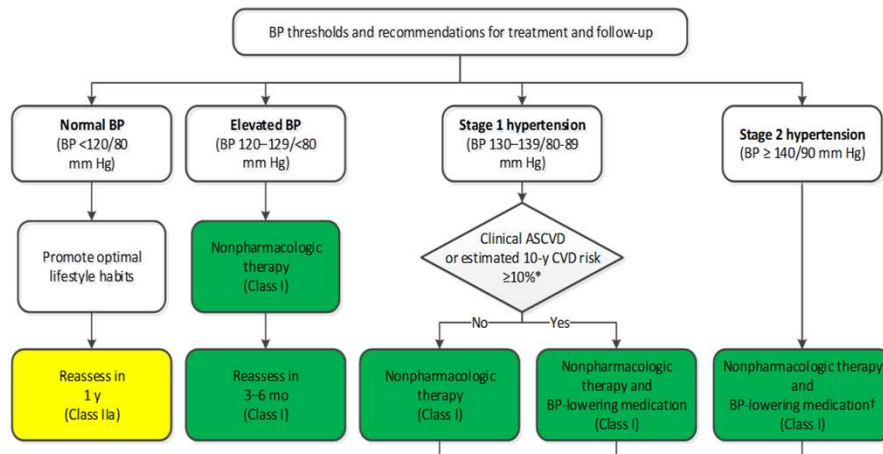 BP thresholds and recommendations for treatment and follow-up
Normal BP
(BP <120/80
mm Hg)
Elevated BP
(BP 120–129/<80
mm Hg)
Stage 1 hypertension
(BP 130–139/80-89
mm Hg)
Stage 2 hypertension
(BP ≥ 140/90 mm Hg)
Promote optimal
lifestyle habits
Nonpharmacologic
therapy
(Class I)
Clinical ASCVD
or estimated 10-y CVD risk
≥10%*
No
Yes
Reassess in
1 y
(Class IIa)
Reassess in
3–6 mo
(Class I)
Nonpharmacologic
therapy
(Class I)
Nonpharmacologic
therapy and
BP-lowering medication
(Class I)
Nonpharmacologic therapy
and
BP-lowering medication†
(Class I)